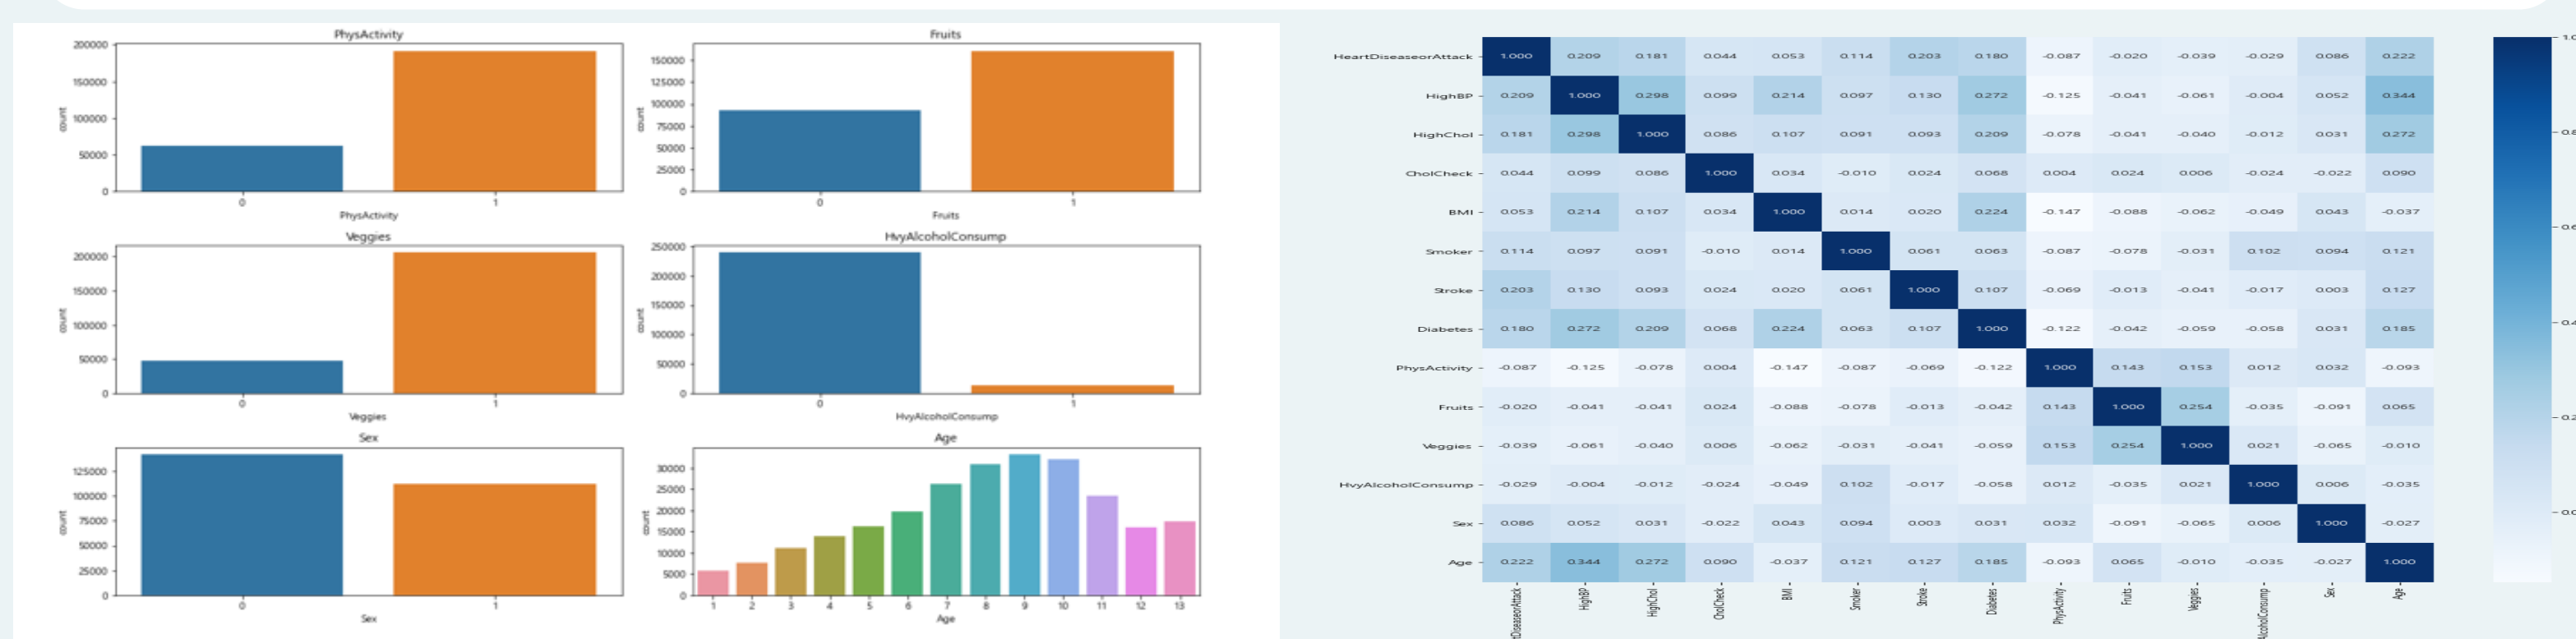 PhysActivity
200000
150000
100000
50000
0
count
0 1
PhysActivity
Fruits
150000
125000
100000
75000
50000
25000
0
count
0 1
Fruits
Veggies
200000
150000
100000
50000
0
count
0 1
Veggies
HvyAlcoholConsump
250000
200000
150000
100000
50000
0
count
0 1
HvyAlcoholConsump
Sex
125000
100000
75000
50000
25000
0
count
0 1
Sex
Age
30000
25000
20000
15000
10000
5000
0
count
1 2 3 4 5 6 7 8 9 10 11 12 13
Age
HeartDiseaseorAttack 1.000 0.209 0.181 0.044 0.053 0.114 0.203 0.180 -0.087 -0.020 -0.039 -0.029 0.086 0.222
HighBP 0.209 1.000 0.298 0.099 0.214 0.097 0.130 0.272 -0.125 -0.041 -0.061 -0.004 0.052 0.344
HighChol 0.181 0.298 1.000 0.086 0.107 0.091 0.093 0.209 -0.078 -0.041 -0.040 -0.012 0.031 0.272
CholCheck 0.044 0.099 0.086 1.000 0.034 -0.010 0.024 0.068 0.004 0.024 0.006 -0.024 -0.022 0.090
BMI 0.053 0.214 0.107 0.034 1.000 0.014 0.020 0.224 -0.147 -0.088 -0.062 -0.049 0.043 -0.037
Smoker 0.114 0.097 0.091 -0.010 0.014 1.000 0.061 0.063 -0.087 -0.078 -0.031 0.102 0.094 0.121
Stroke 0.203 0.130 0.093 0.024 0.020 0.061 1.000 0.107 -0.069 -0.013 -0.041 -0.017 0.003 0.127
Diabetes 0.180 0.272 0.209 0.068 0.224 0.063 0.107 1.000 -0.122 -0.042 -0.059 -0.058 0.031 0.185
PhysActivity -0.087 -0.125 -0.078 0.004 -0.147 -0.087 -0.069 -0.122 1.000 0.143 0.153 0.012 0.032 -0.093
Fruits -0.020 -0.041 -0.041 0.024 -0.088 -0.078 -0.013 -0.042 0.143 1.000 0.254 -0.035 -0.091 0.065
Veggies -0.039 -0.061 -0.040 0.006 -0.062 -0.031 -0.041 -0.059 0.153 0.254 1.000 0.021 -0.065 -0.010
HvyAlcoholConsump -0.029 -0.004 -0.012 -0.024 -0.049 0.102 -0.017 -0.058 0.012 -0.035 0.021 1.000 0.006 -0.035
Sex 0.086 0.052 0.031 -0.022 0.043 0.094 0.003 0.031 0.032 -0.091 -0.065 0.006 1.000 -0.027
Age 0.222 0.344 0.272 0.090 -0.037 0.121 0.127 0.185 -0.093 0.065 -0.010 -0.035 -0.027 1.000
tDiseaseorAttack HighBP HighChol CholCheck BMI Smoker Stroke Diabetes PhysActivity Fruits Veggies AlcoholConsump Sex Age